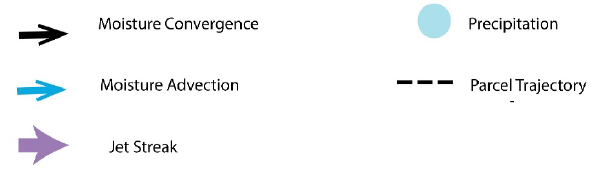 Moisture Convergence
Precipitation
Moisture Advection
Parcel Trajectory
Jet Streak